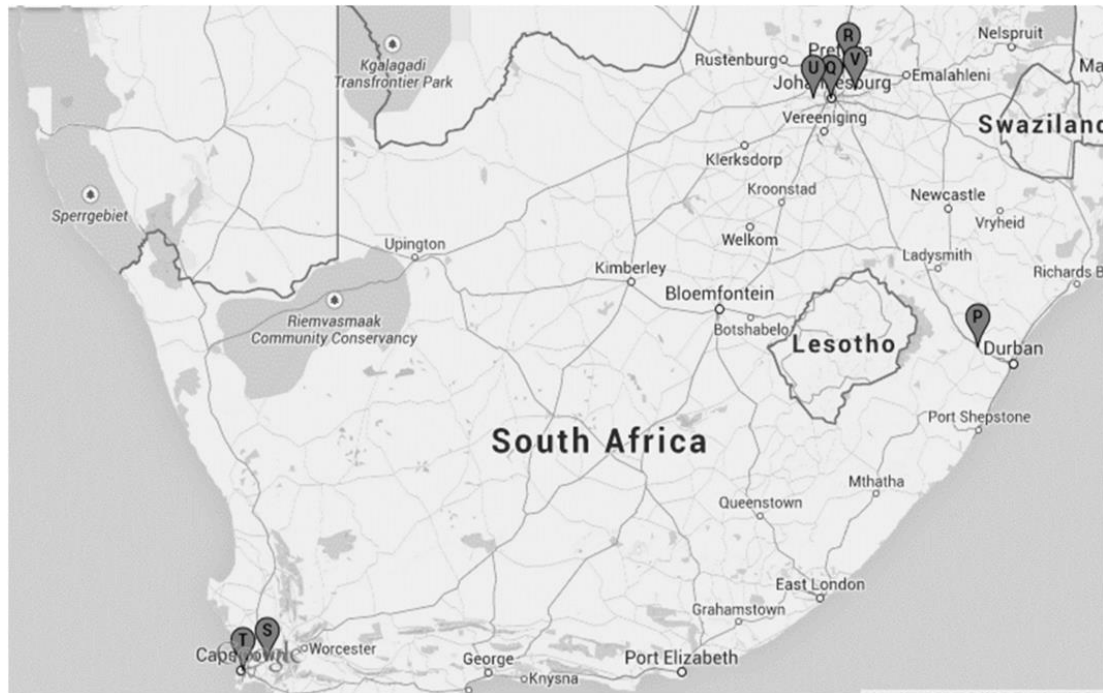 Kgalagadi
Transfrontier Park
R
Nelspruit
Rustenburg
U Q V
Emalahleni
Ma
Vereeniging
Swaziland
Klerksdorp
Kroonstad
Newcastle
Vryheid
Sperrgebiet
Welkom
Upington
Ladysmith
Kimberley
Richards B
Bloemfontein
Riemvasmaak
Community Conservancy
Botshabelo
P
Lesotho
Durban
South Africa
Port Shepstone
Mthatha
Queenstown
East London
Grahamstown
T S
Worcester
George
Port Elizabeth
Knysna